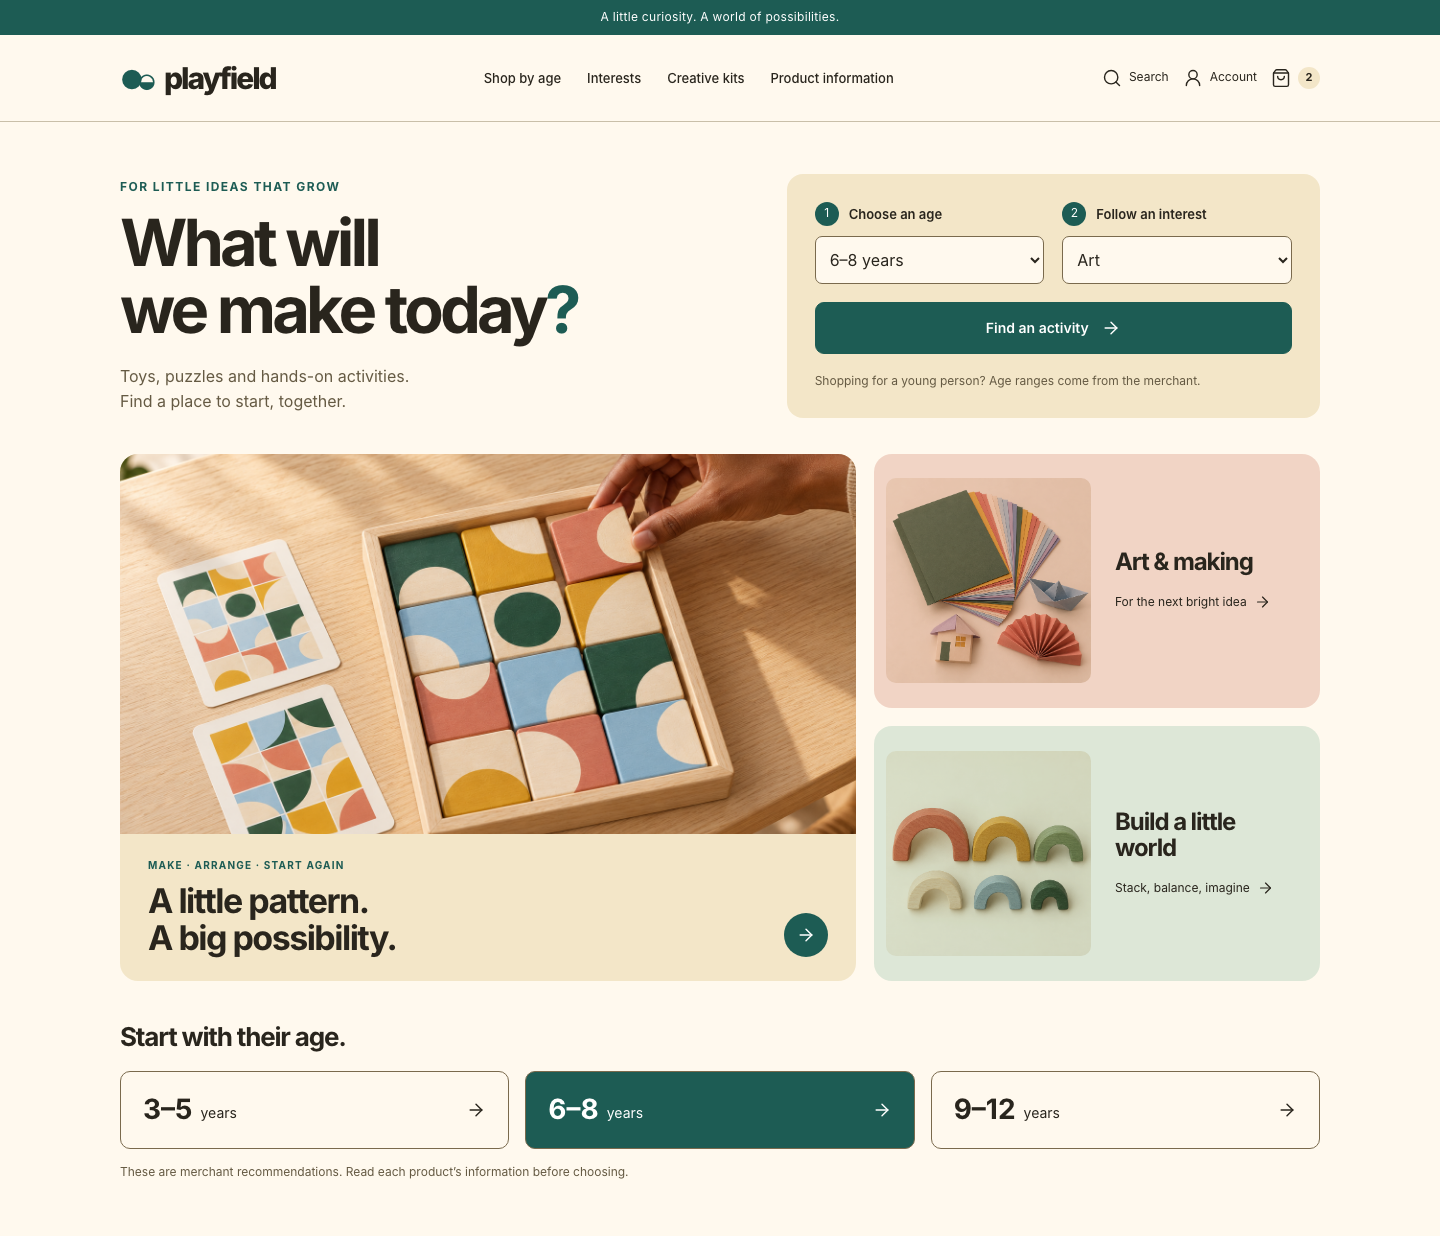 A little curiosity. A world of possibilities.
playfield
Shop by age
Interests
Creative kits
Product information
Search
Account
2
FOR LITTLE IDEAS THAT GROW
What will
we make today?
Toys, puzzles and hands-on activities.
Find a place to start, together.
1 Choose an age
6–8 years
2 Follow an interest
Art
Find an activity
Shopping for a young person? Age ranges come from the merchant.
MAKE · ARRANGE · START AGAIN
A little pattern.
A big possibility.
Art & making
For the next bright idea
Build a little
world
Stack, balance, imagine
Start with their age.
3–5 years
6–8 years
9–12 years
These are merchant recommendations. Read each product’s information before choosing.